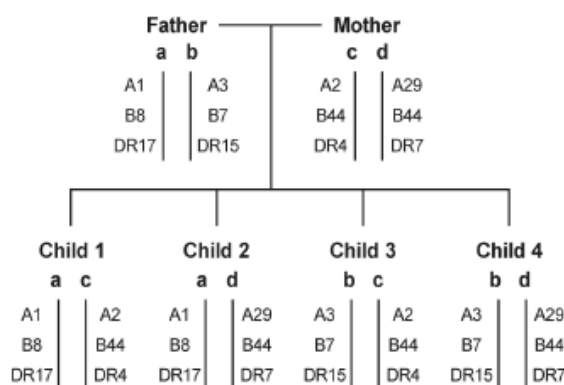 Father Mother
a b c d
A1 A3 A2 A29
B8 B7 B44 B44
DR17 DR15 DR4 DR7
Child 1 Child 2 Child 3 Child 4
a c a d b c b d
A1 A2 A1 A29 A3 A2 A3 A29
B8 B44 B8 B44 B7 B44 B7 B44
DR17 DR4 DR17 DR7 DR15 DR4 DR15 DR7